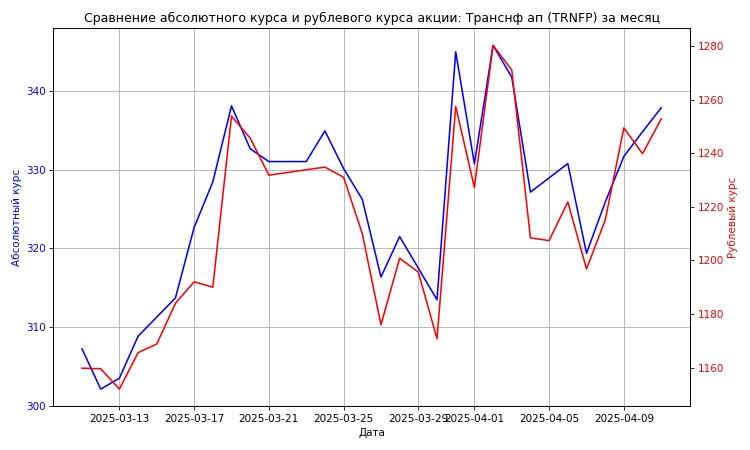 Сравнение абсолютного курса и рублевого курса акции: Транснф ап (TRNFP) за месяц
Абсолютный курс
340
330
320
310
300
1280
1260
1240
1220
1200
1180
1160
Рублевый курс
2025-03-13 2025-03-17 2025-03-21 2025-03-25 2025-03-29 2025-04-01 2025-04-05 2025-04-09
Дата